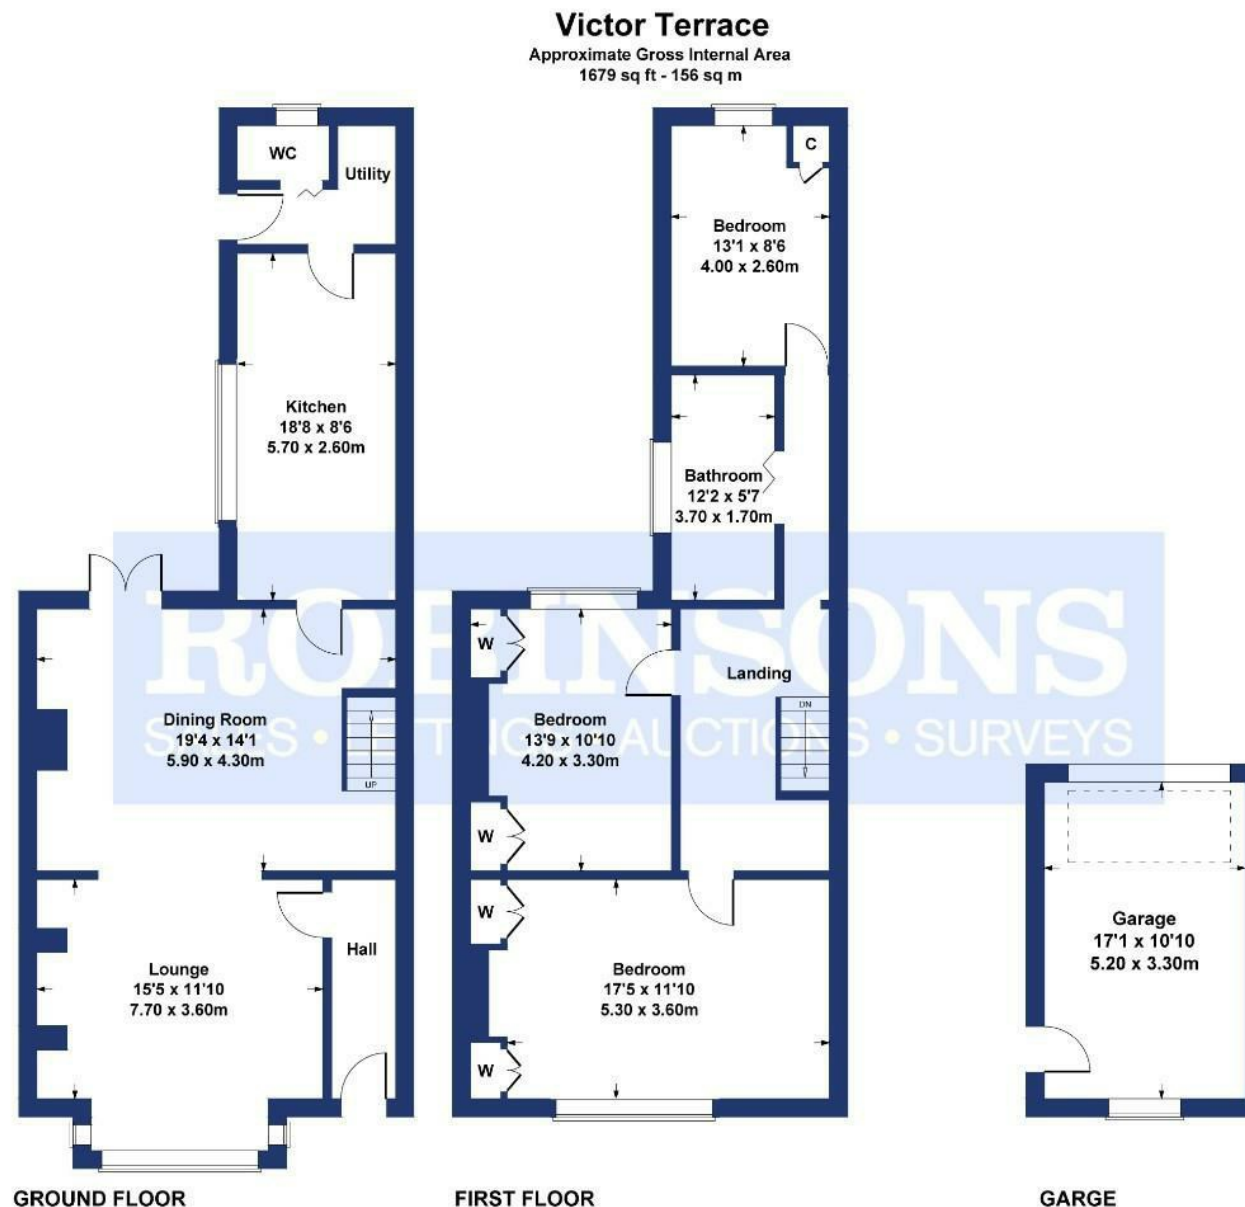 Victor Terrace
Approximate Gross Internal Area
1679 sq ft - 156 sq m
WC
Utility
Kitchen
18'8 x 8'6
5.70 x 2.60m
Dining Room
19'4 x 14'1
5.90 x 4.30m
UP
Lounge
15'5 x 11'10
7.70 x 3.60m
Hall
GROUND FLOOR
C
Bedroom
13'1 x 8'6
4.00 x 2.60m
Bathroom
12'2 x 5'7
3.70 x 1.70m
W
Landing
DN
Bedroom
13'9 x 10'10
4.20 x 3.30m
W
W
Bedroom
17'5 x 11'10
5.30 x 3.60m
W
FIRST FLOOR
Garage
17'1 x 10'10
5.20 x 3.30m
GARGE
ROBINSONS
SALES • LETTINGS • AUCTIONS • SURVEYS